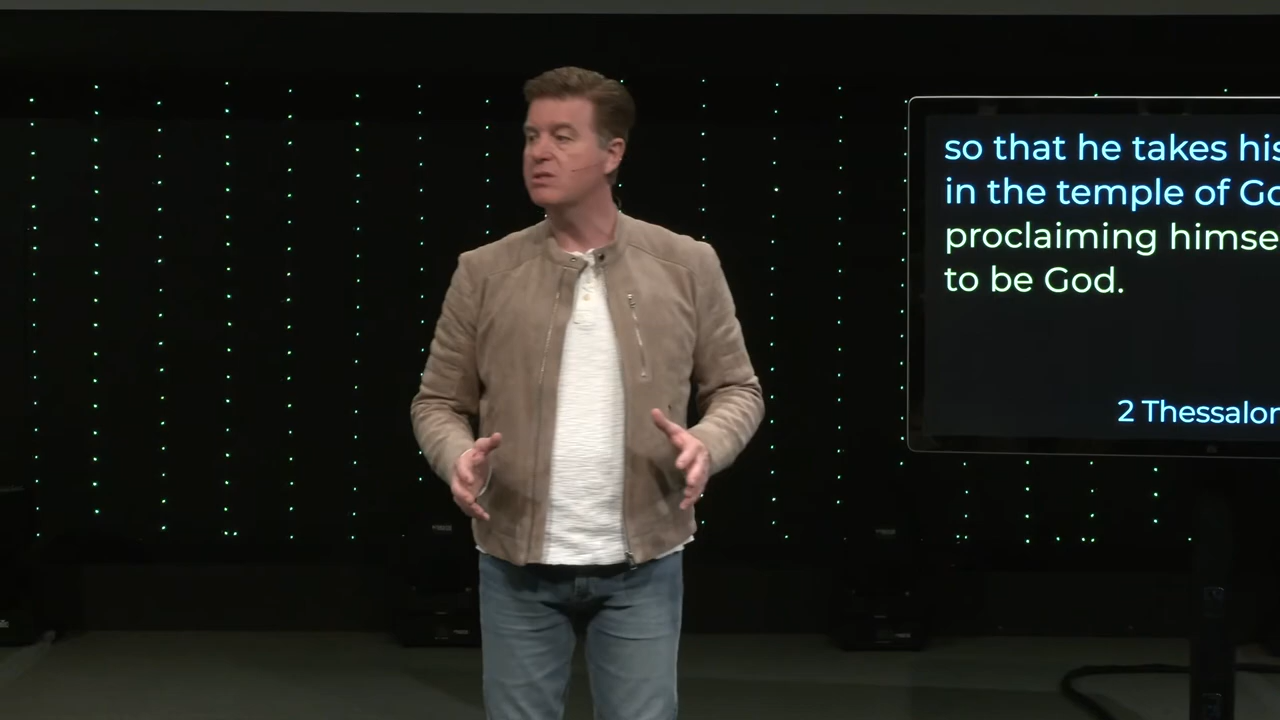 so that he takes his
in the temple of Go
proclaiming himse
to be God.
2 Thessalon